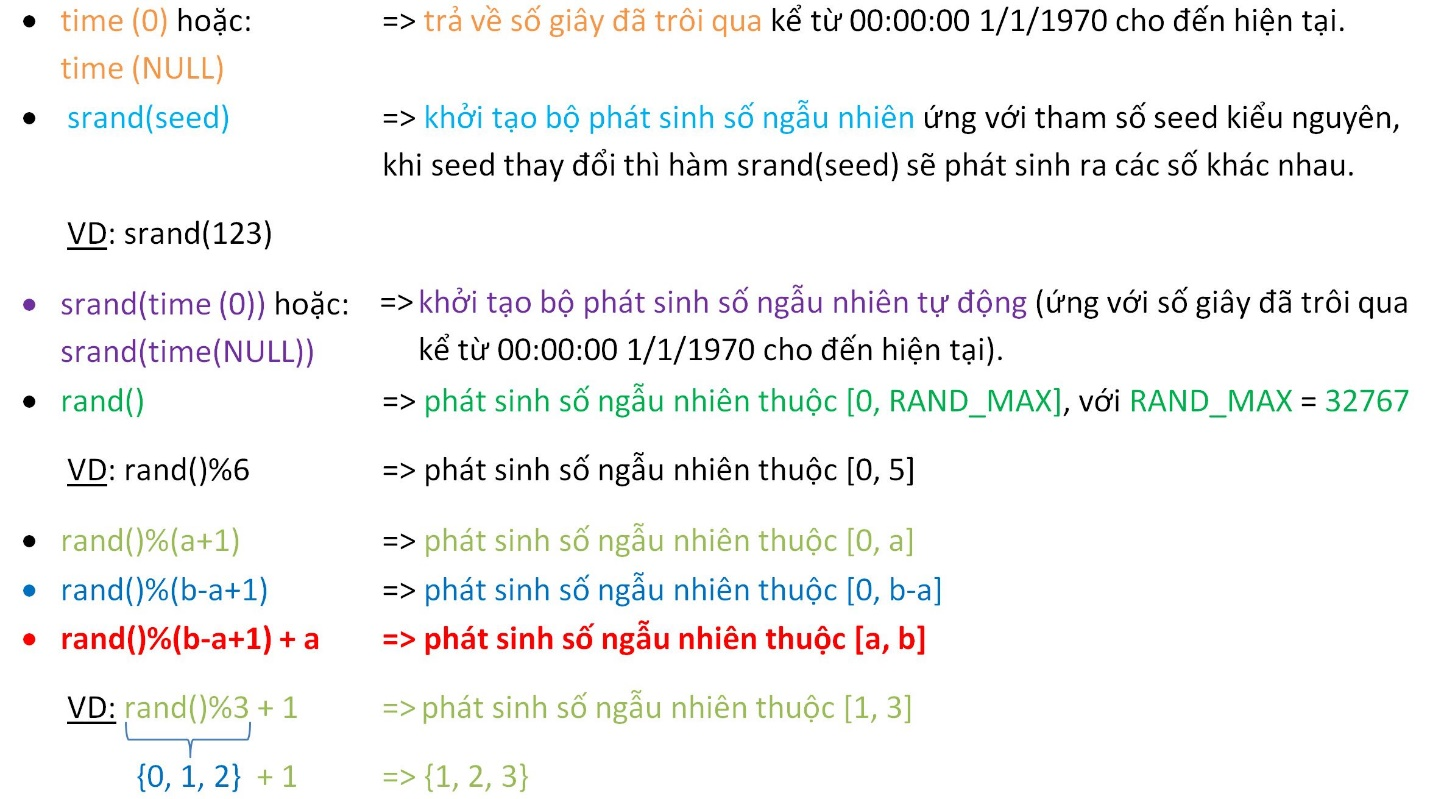 • time (0) hoặc: => trả về số giây đã trôi qua kể từ 00:00:00 1/1/1970 cho đến hiện tại.
time (NULL)
• srand(seed) => khởi tạo bộ phát sinh số ngẫu nhiên ứng với tham số seed kiểu nguyên,
khi seed thay đổi thì hàm srand(seed) sẽ phát sinh ra các số khác nhau.
VD: srand(123)
• srand(time (0)) hoặc: => khởi tạo bộ phát sinh số ngẫu nhiên tự động (ứng với số giây đã trôi qua
srand(time(NULL)) kể từ 00:00:00 1/1/1970 cho đến hiện tại).
• rand() => phát sinh số ngẫu nhiên thuộc [0, RAND_MAX], với RAND_MAX = 32767
VD: rand()%6 => phát sinh số ngẫu nhiên thuộc [0, 5]
• rand()%(a+1) => phát sinh số ngẫu nhiên thuộc [0, a]
• rand()%(b-a+1) => phát sinh số ngẫu nhiên thuộc [0, b-a]
• rand()%(b-a+1) + a => phát sinh số ngẫu nhiên thuộc [a, b]
VD: rand()%3 + 1 => phát sinh số ngẫu nhiên thuộc [1, 3]
{0, 1, 2} + 1 => {1, 2, 3}